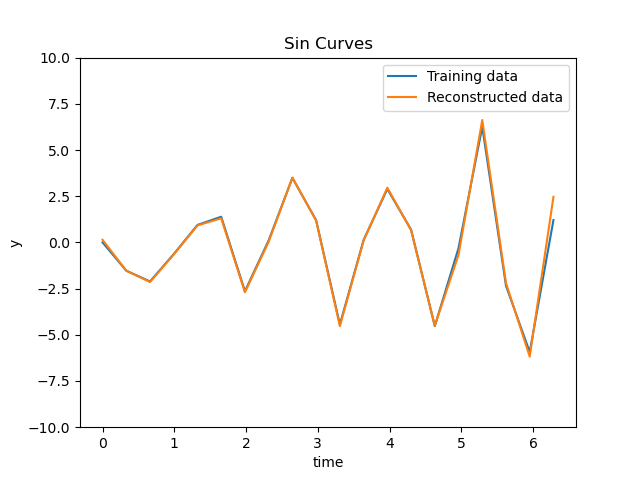 Sin Curves
10.0
7.5
5.0
2.5
0.0
−2.5
−5.0
−7.5
−10.0
y
Training data
Reconstructed data
0 1 2 3 4 5 6
time